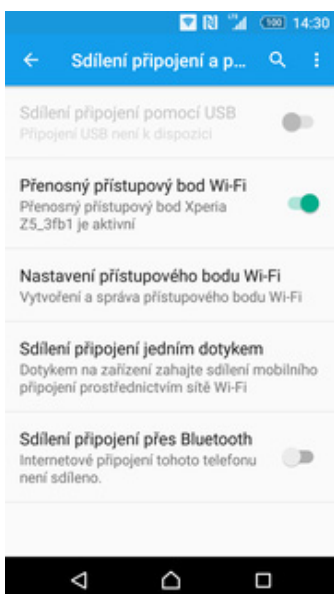 LTE 100 14:30
Sdílení připojení a p...
Sdílení připojení pomocí USB
Připojení USB není k dispozici
Přenosný přístupový bod Wi-Fi
Přenosný přístupový bod Xperia
Z5_3fb1 je aktivní
Nastavení přístupového bodu Wi-Fi
Vytvoření a správa přístupového bodu Wi-Fi
Sdílení připojení jedním dotykem
Dotykem na zařízení zahajte sdílení mobilního
připojení prostřednictvím sítě Wi-Fi
Sdílení připojení přes Bluetooth
Internetové připojení tohoto telefonu
není sdíleno.